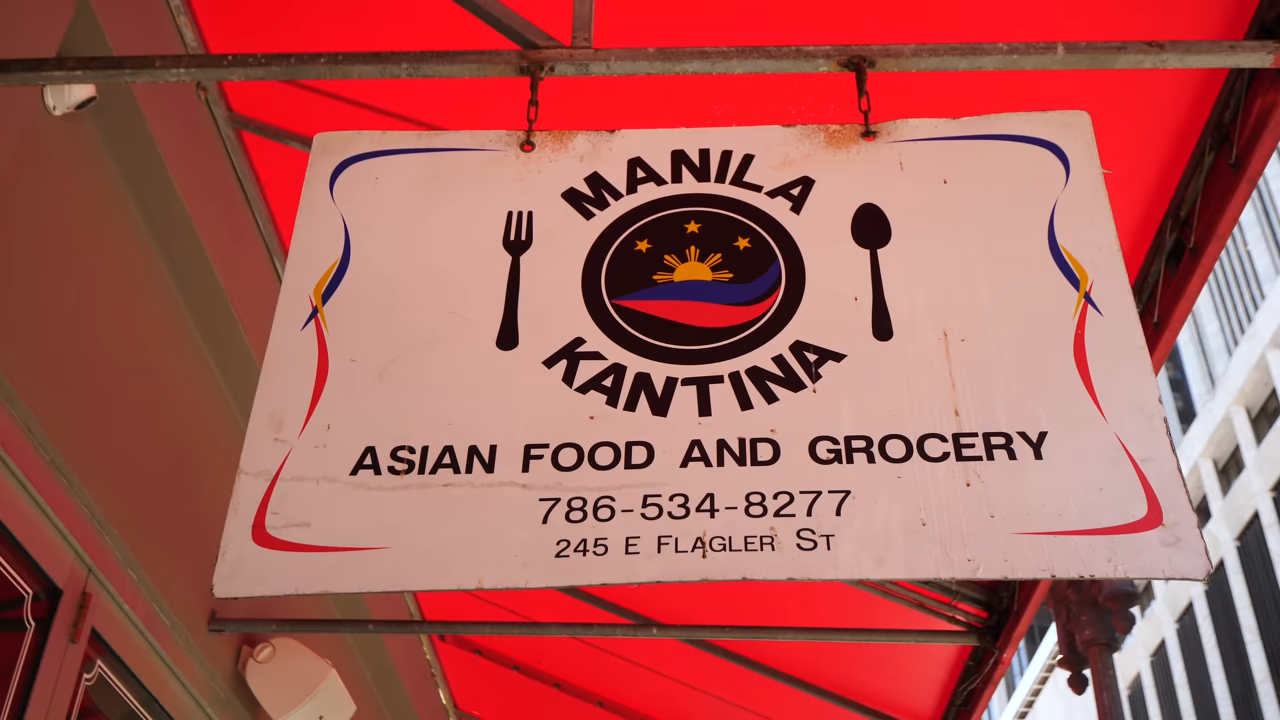 MANILA
KANTINA
ASIAN FOOD AND GROCERY
786-534-8277
245 E FLAGLER ST